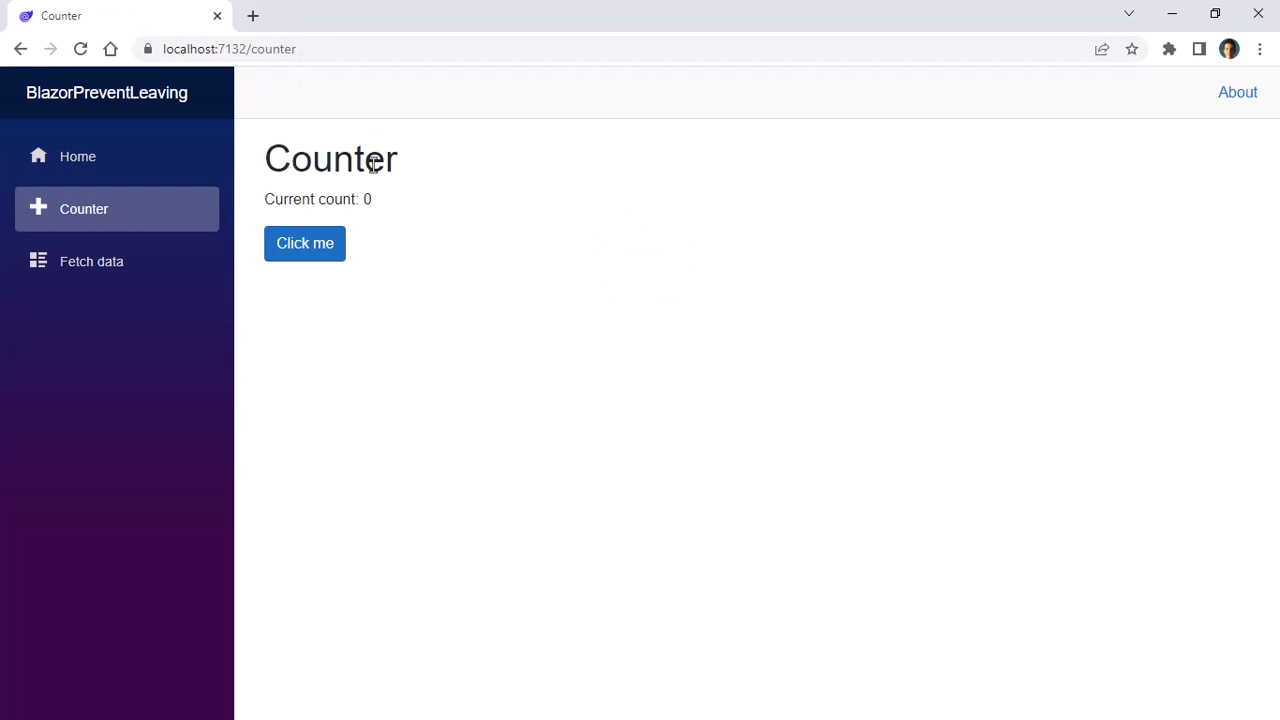 Counter
localhost:7132/counter
BlazorPreventLeaving
About
Home
Counter
Fetch data
Counter
Current count: 0
Click me